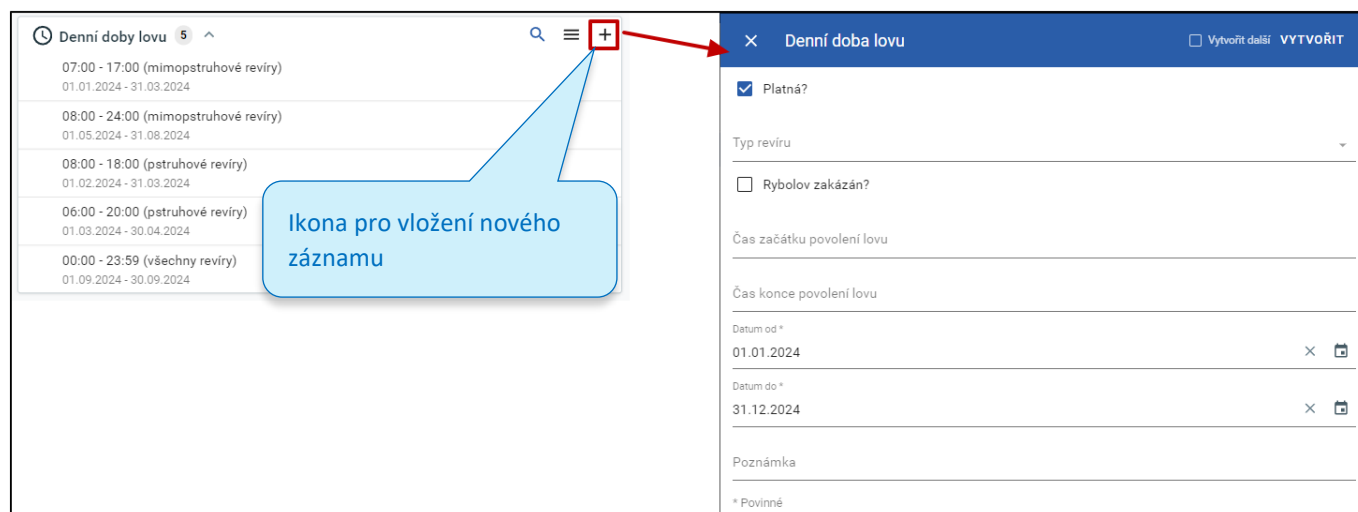 Denní doby lovu 5
07:00 - 17:00 (mimopstruhové revíry)
01.01.2024 - 31.03.2024
08:00 - 24:00 (mimopstruhové revíry)
01.05.2024 - 31.08.2024
08:00 - 18:00 (pstruhové revíry)
01.02.2024 - 31.03.2024
06:00 - 20:00 (pstruhové revíry)
01.03.2024 - 30.04.2024
00:00 - 23:59 (všechny revíry)
01.09.2024 - 30.09.2024
Ikona pro vložení nového
záznamu
Denní doba lovu
Vytvořit další VYTVOŘIT
Platná?
Typ revíru
Rybolov zakázán?
Čas začátku povolení lovu
Čas konce povolení lovu
Datum od *
01.01.2024
Datum do *
31.12.2024
Poznámka
* Povinné